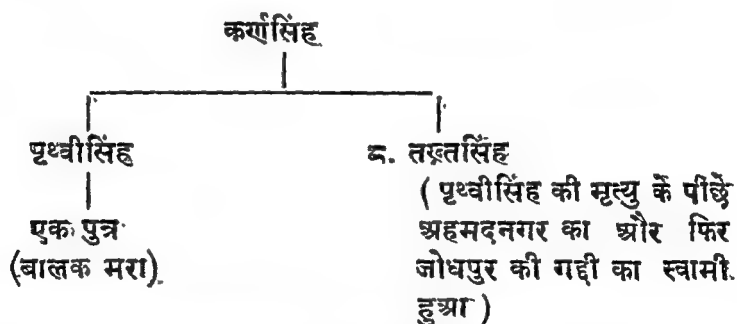 कर्णसिंह
पृथ्वीसिंह
८. तख़्तसिंह
( पृथ्वीसिंह की मृत्यु के पीछे
एक पुत्र
अहमदनगर का और फिर
(बालक मरा)
जोधपुर की गद्दी का स्वामी
हुआ )